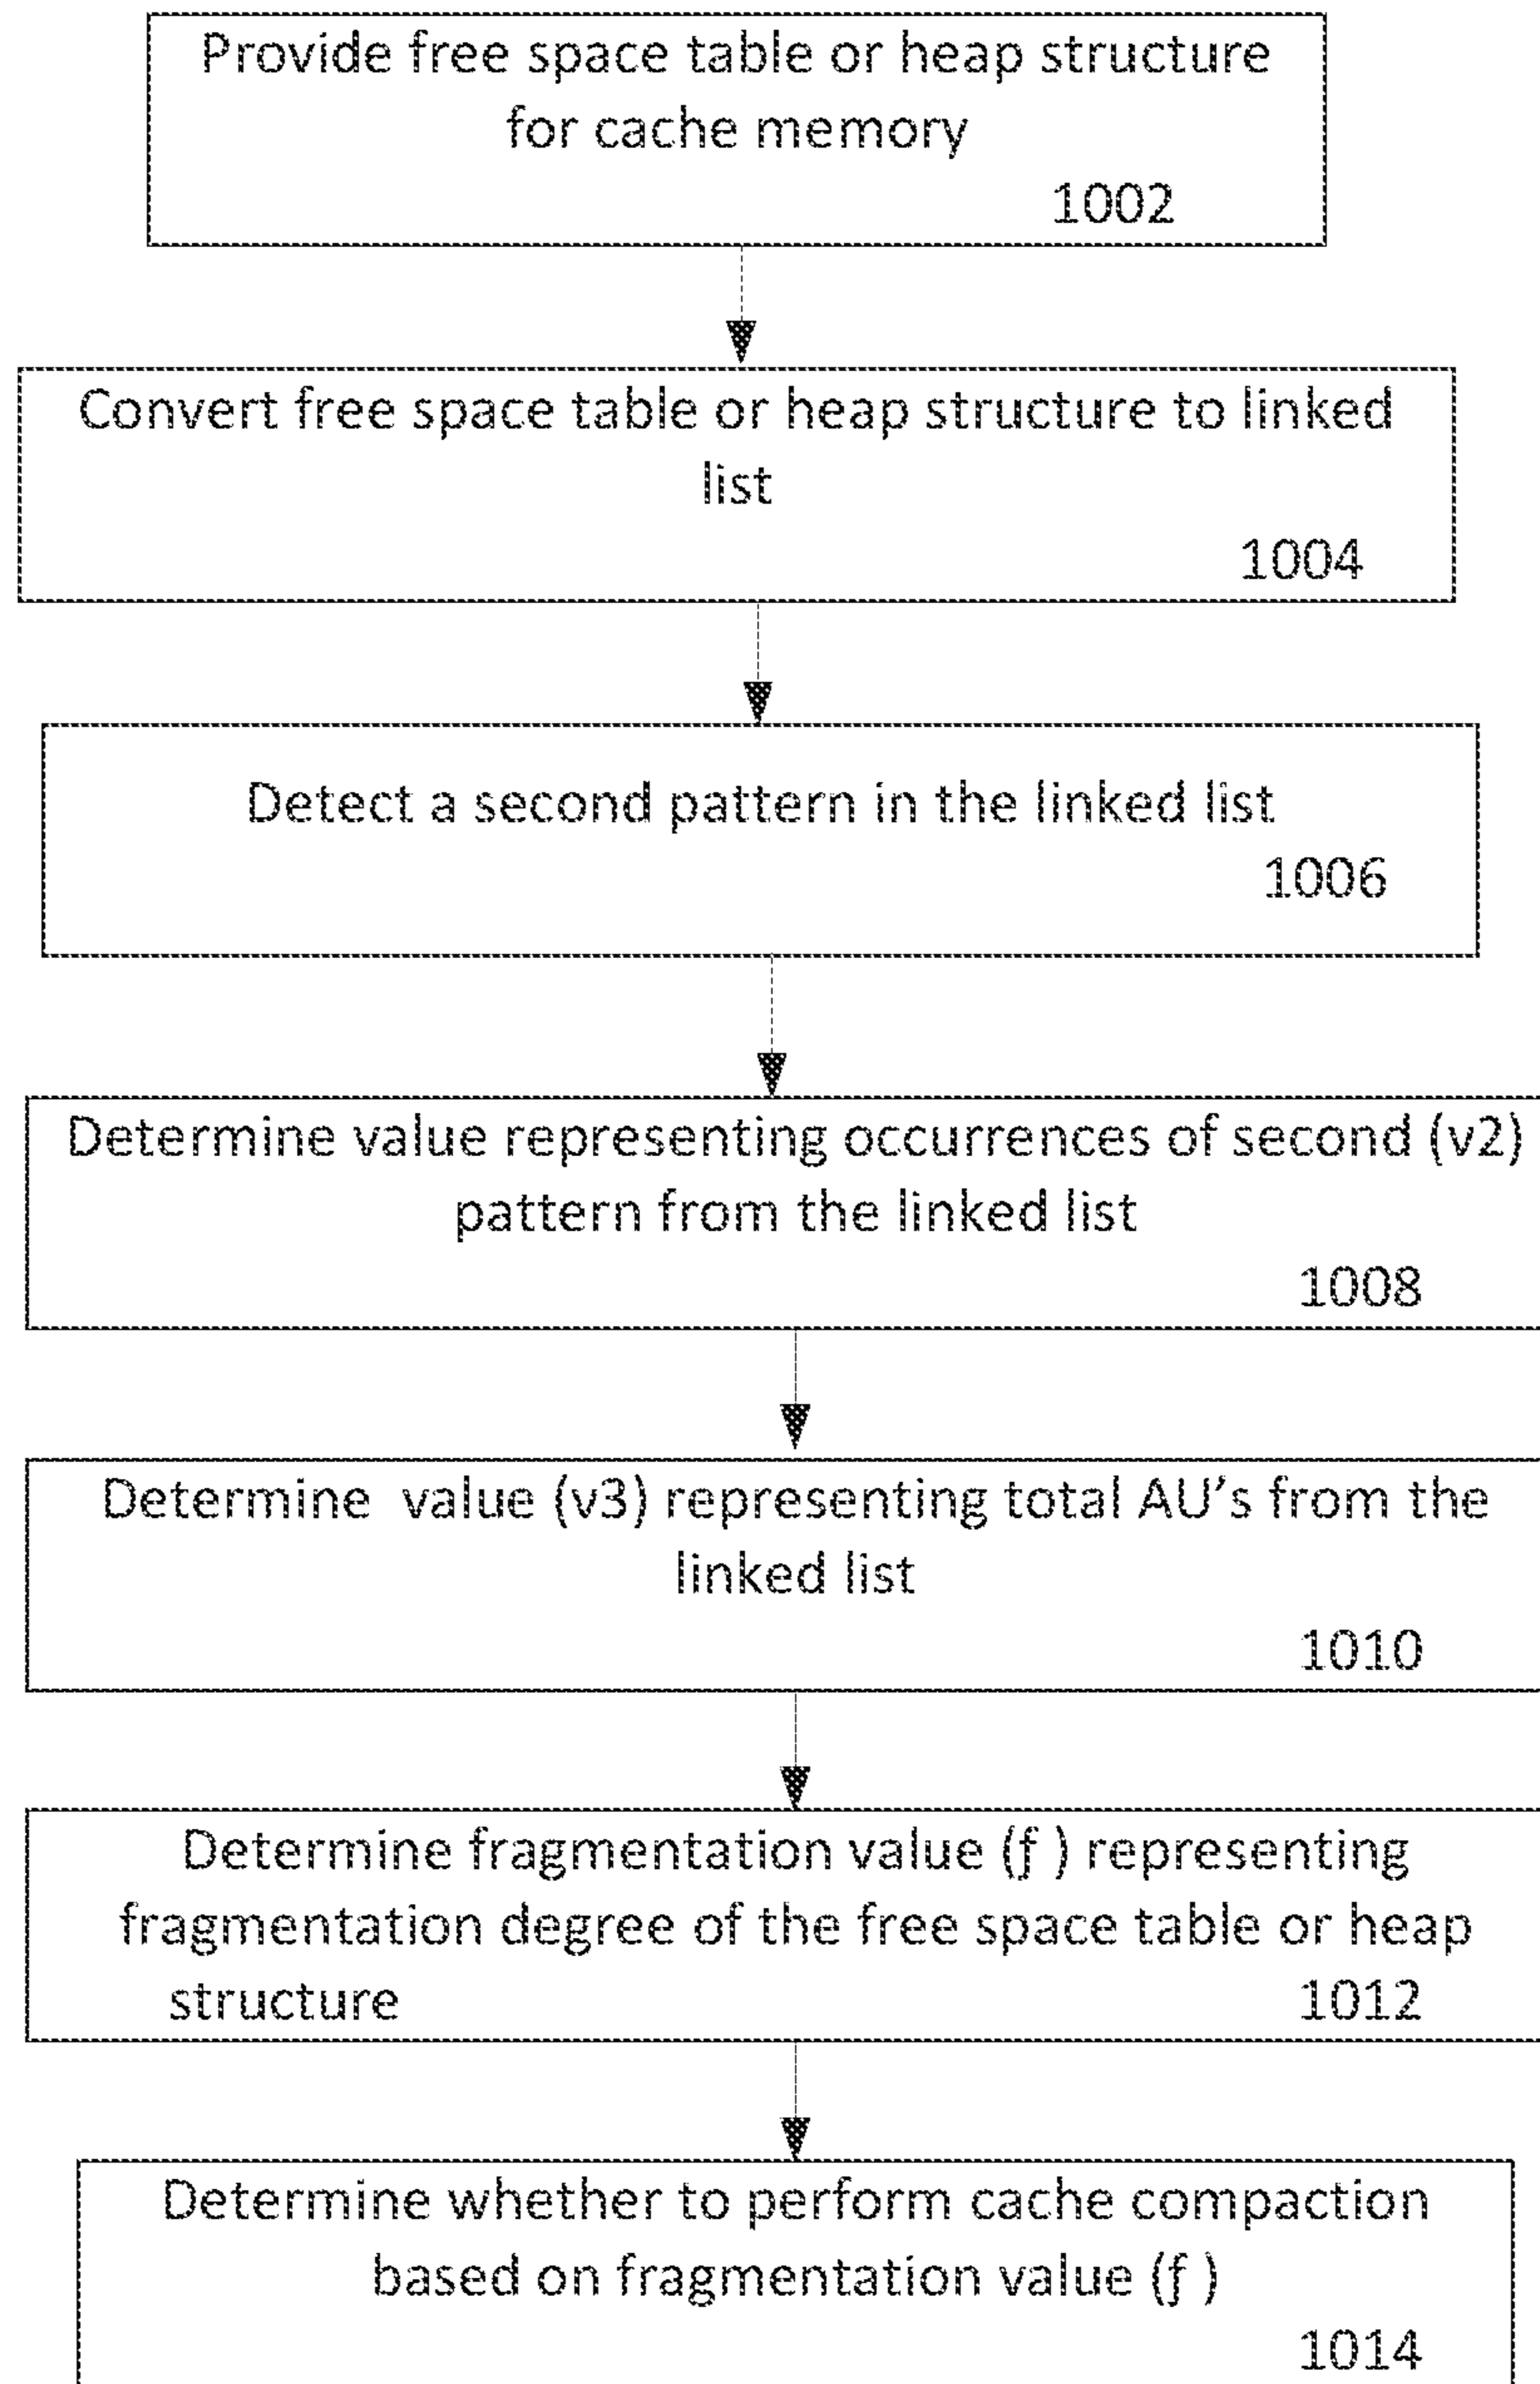 Provide free space table or heap structure
for cache memory
1002
Convert free space table or heap structure to linked
list
1004
Detect a second pattern in the linked list
1006
Determine value representing occurrences of second (v2)
pattern from the linked list
1008
Determine value (v3) representing total AU's from the
linked list
1010
Determine fragmentation value (ƒ ) representing
fragmentation degree of the free space table or heap
structure 1012
Determine whether to perform cache compaction
based on fragmentation value (ƒ )
1014